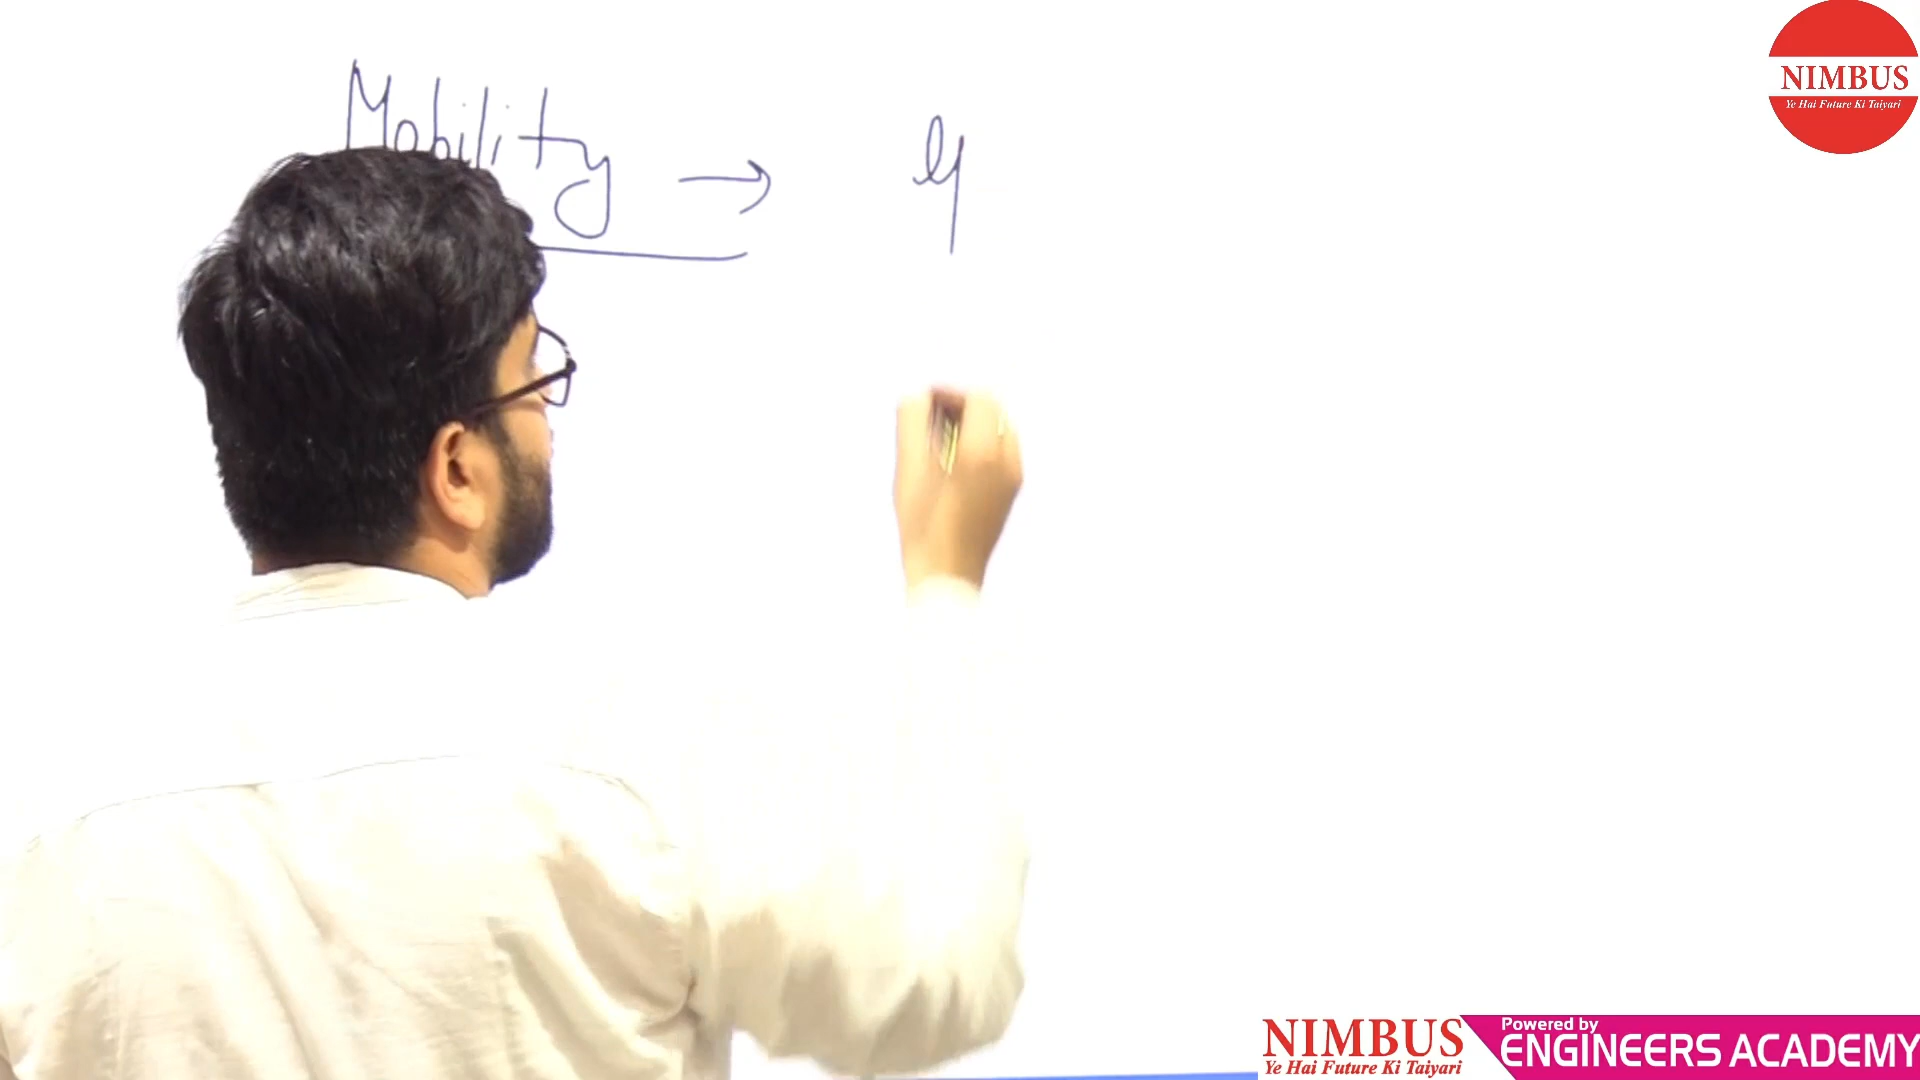 Mobility →
NIMBUS
Ye Hai Future Ki Taiyari
NIMBUS
Ye Hai Future Ki Taiyari
Powered by
ENGINEERS ACADEMY